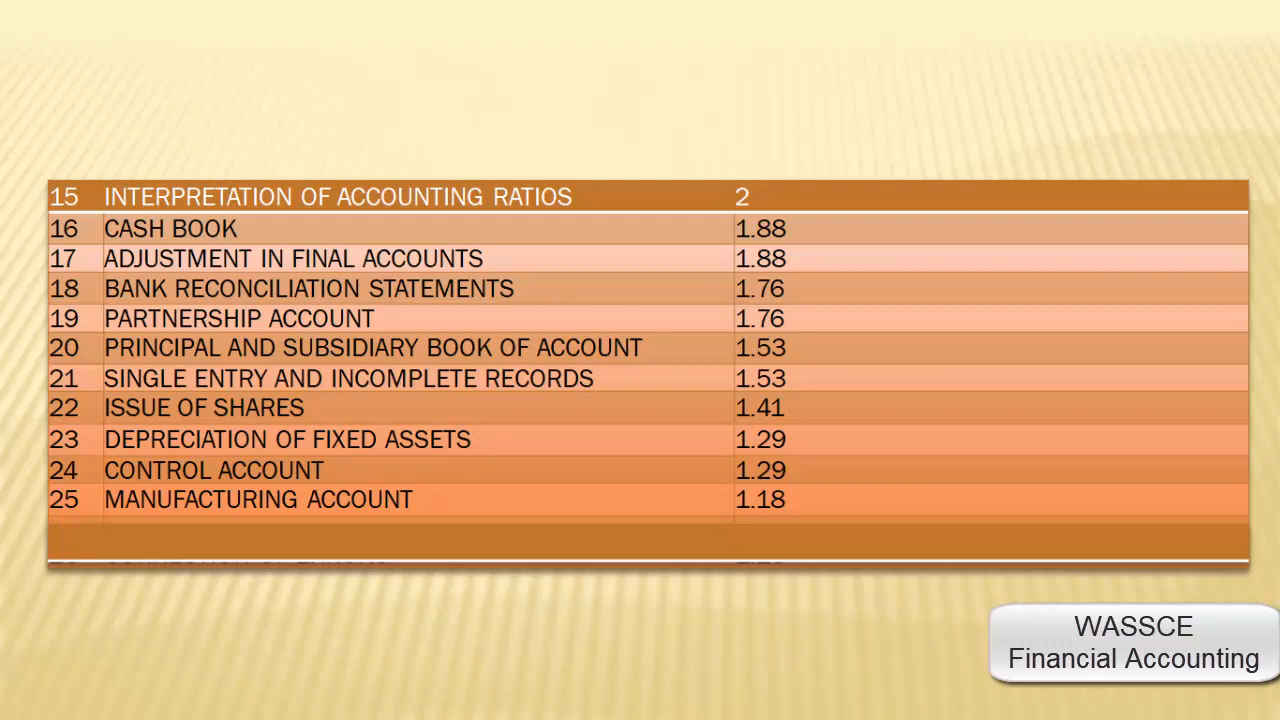 15 INTERPRETATION OF ACCOUNTING RATIOS 2
16 CASH BOOK 1.88
17 ADJUSTMENT IN FINAL ACCOUNTS 1.88
18 BANK RECONCILIATION STATEMENTS 1.76
19 PARTNERSHIP ACCOUNT 1.76
20 PRINCIPAL AND SUBSIDIARY BOOK OF ACCOUNT 1.53
21 SINGLE ENTRY AND INCOMPLETE RECORDS 1.53
22 ISSUE OF SHARES 1.41
23 DEPRECIATION OF FIXED ASSETS 1.29
24 CONTROL ACCOUNT 1.29
25 MANUFACTURING ACCOUNT 1.18
WASSCE
Financial Accounting